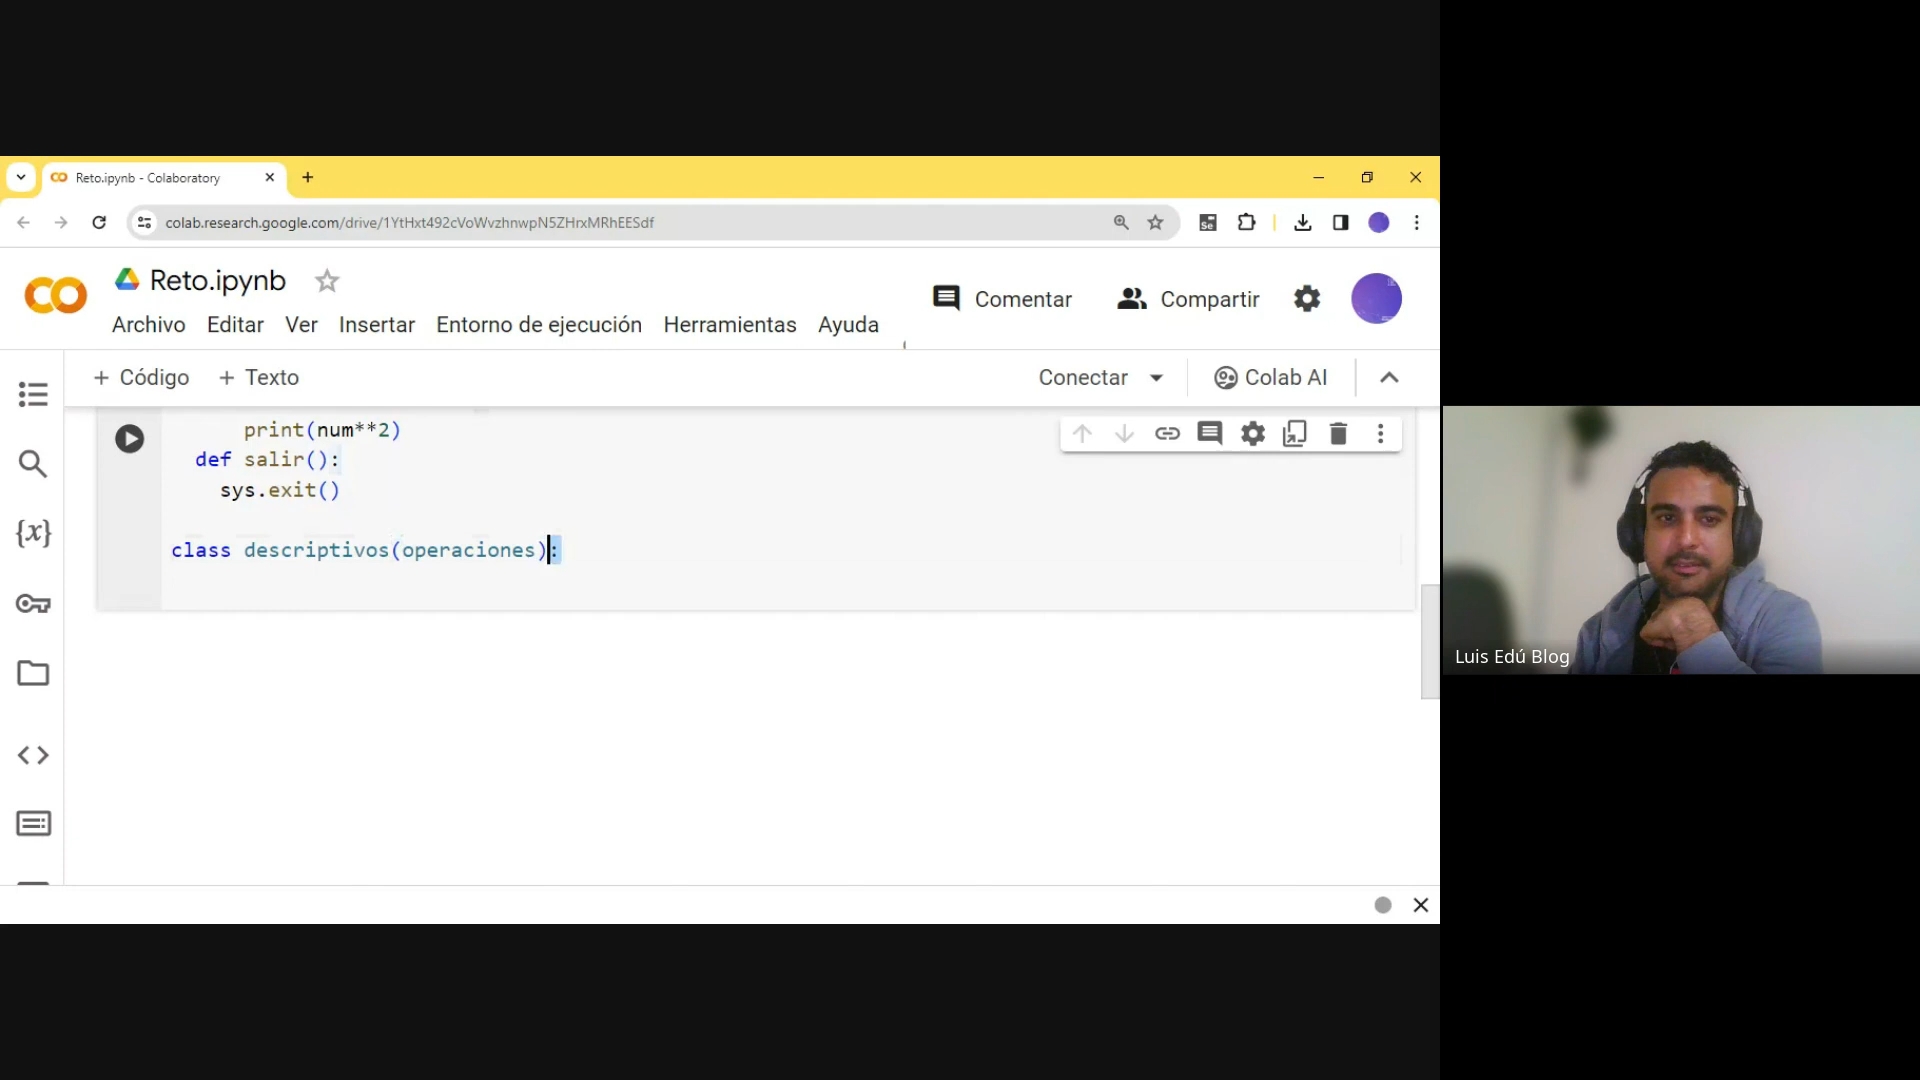 Reto.ipynb - Colaboratory
colab.research.google.com/drive/1YtHxt492cVoWvzhnwpN5ZHrxMRhEESdf
Reto.ipynb
Comentar
Compartir
Archivo Editar Ver Insertar Entorno de ejecución Herramientas Ayuda
+ Código + Texto
Conectar
Colab AI
print(num**2)
def salir():
sys.exit()
class descriptivos(operaciones):
{x}
Luis Edú Blog